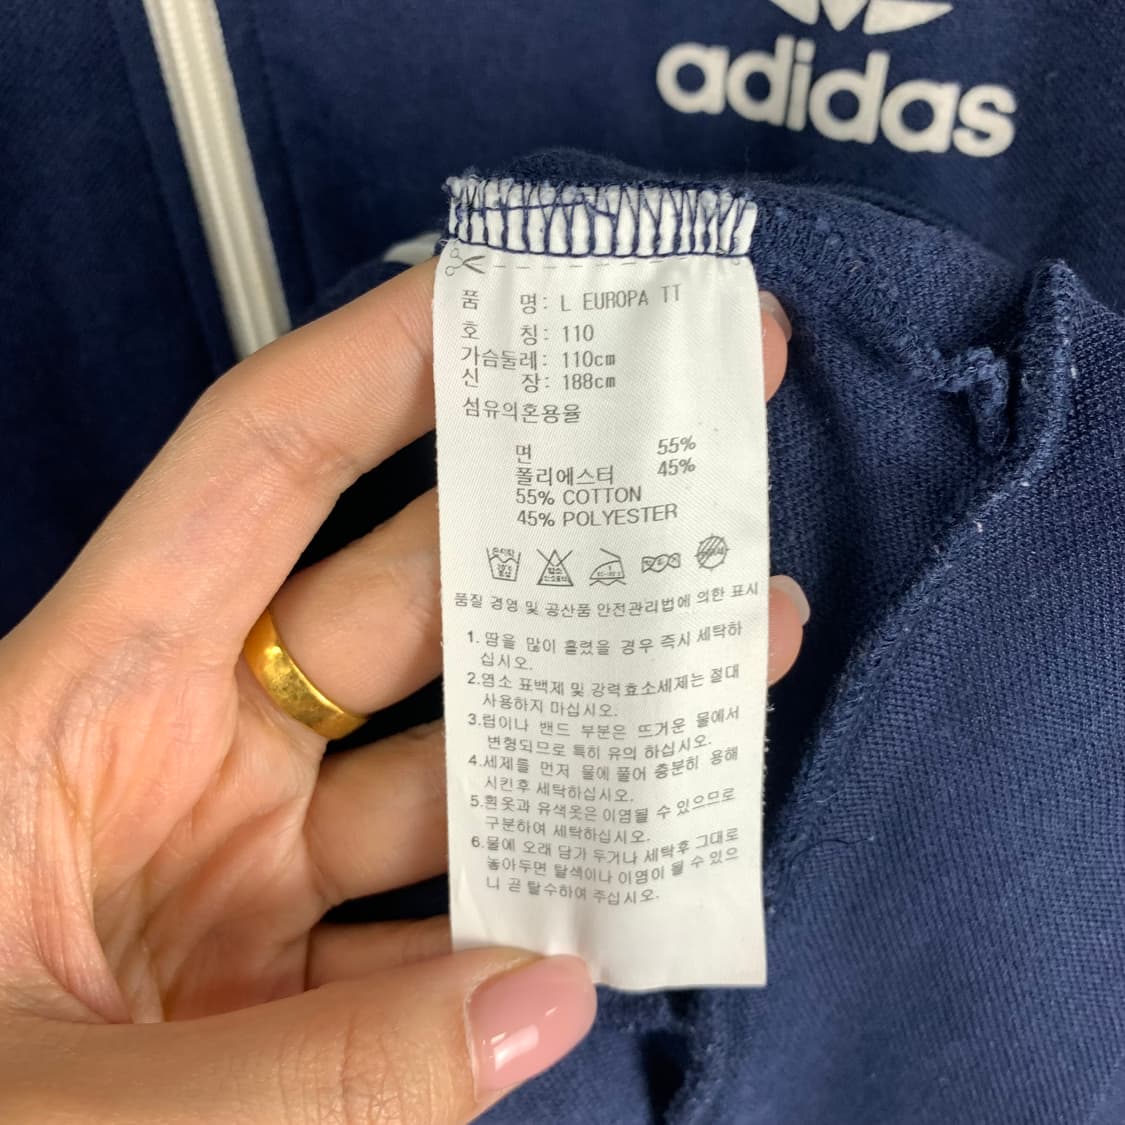 adidas
품 명: L EUROPA TT
호 칭: 110
가슴둘레: 110cm
신 장: 188cm
섬유의혼용율
면 55%
폴리에스터 45%
55% COTTON
45% POLYESTER
품질 경영 및 공산품 안전관리법에 의한 표시
1. 땀을 많이 흘렸을 경우 즉시 세탁하
십시오.
2.염소 표백제 및 강력효소세제는 절대
사용하지 마십시오.
3.립이나 밴드 부분은 뜨거운 물에서
변형되므로 특히 유의 하십시오.
4.세제를 먼저 물에 풀어 충분히 용해
시킨후 세탁하십시오.
5.흰옷과 유색옷은 이염될 수 있으므로
구분하여 세탁하십시오.
6.물에 오래 담가 두거나 세탁후 그대로
놓아두면 탈색이나 이염이 될 수 있으
니 곧 탈수하여 주십시오.